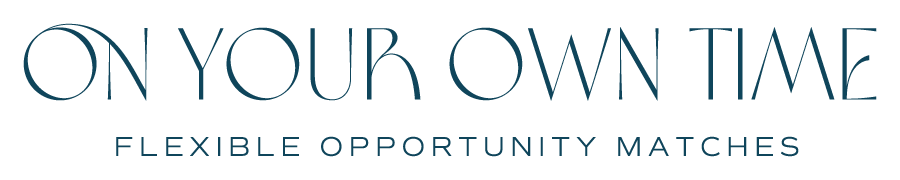 ON YOUR OWN TIME
FLEXIBLE OPPORTUNITY MATCHES